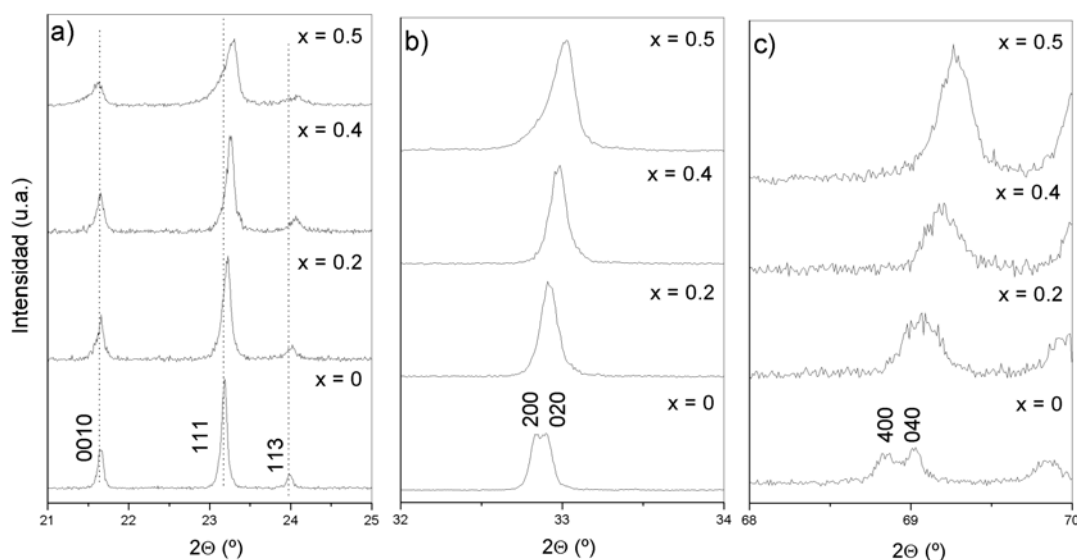 Intensidad (u.a.)
a)
x = 0.5
x = 0.4
x = 0.2
x = 0
0010
111
113
21 22 23 24 25
2Θ (º)
b)
x = 0.5
x = 0.4
x = 0.2
x = 0
200
020
32 33 34
2Θ (º)
c)
x = 0.5
x = 0.4
x = 0.2
x = 0
400
040
68 69 70
2Θ (º)